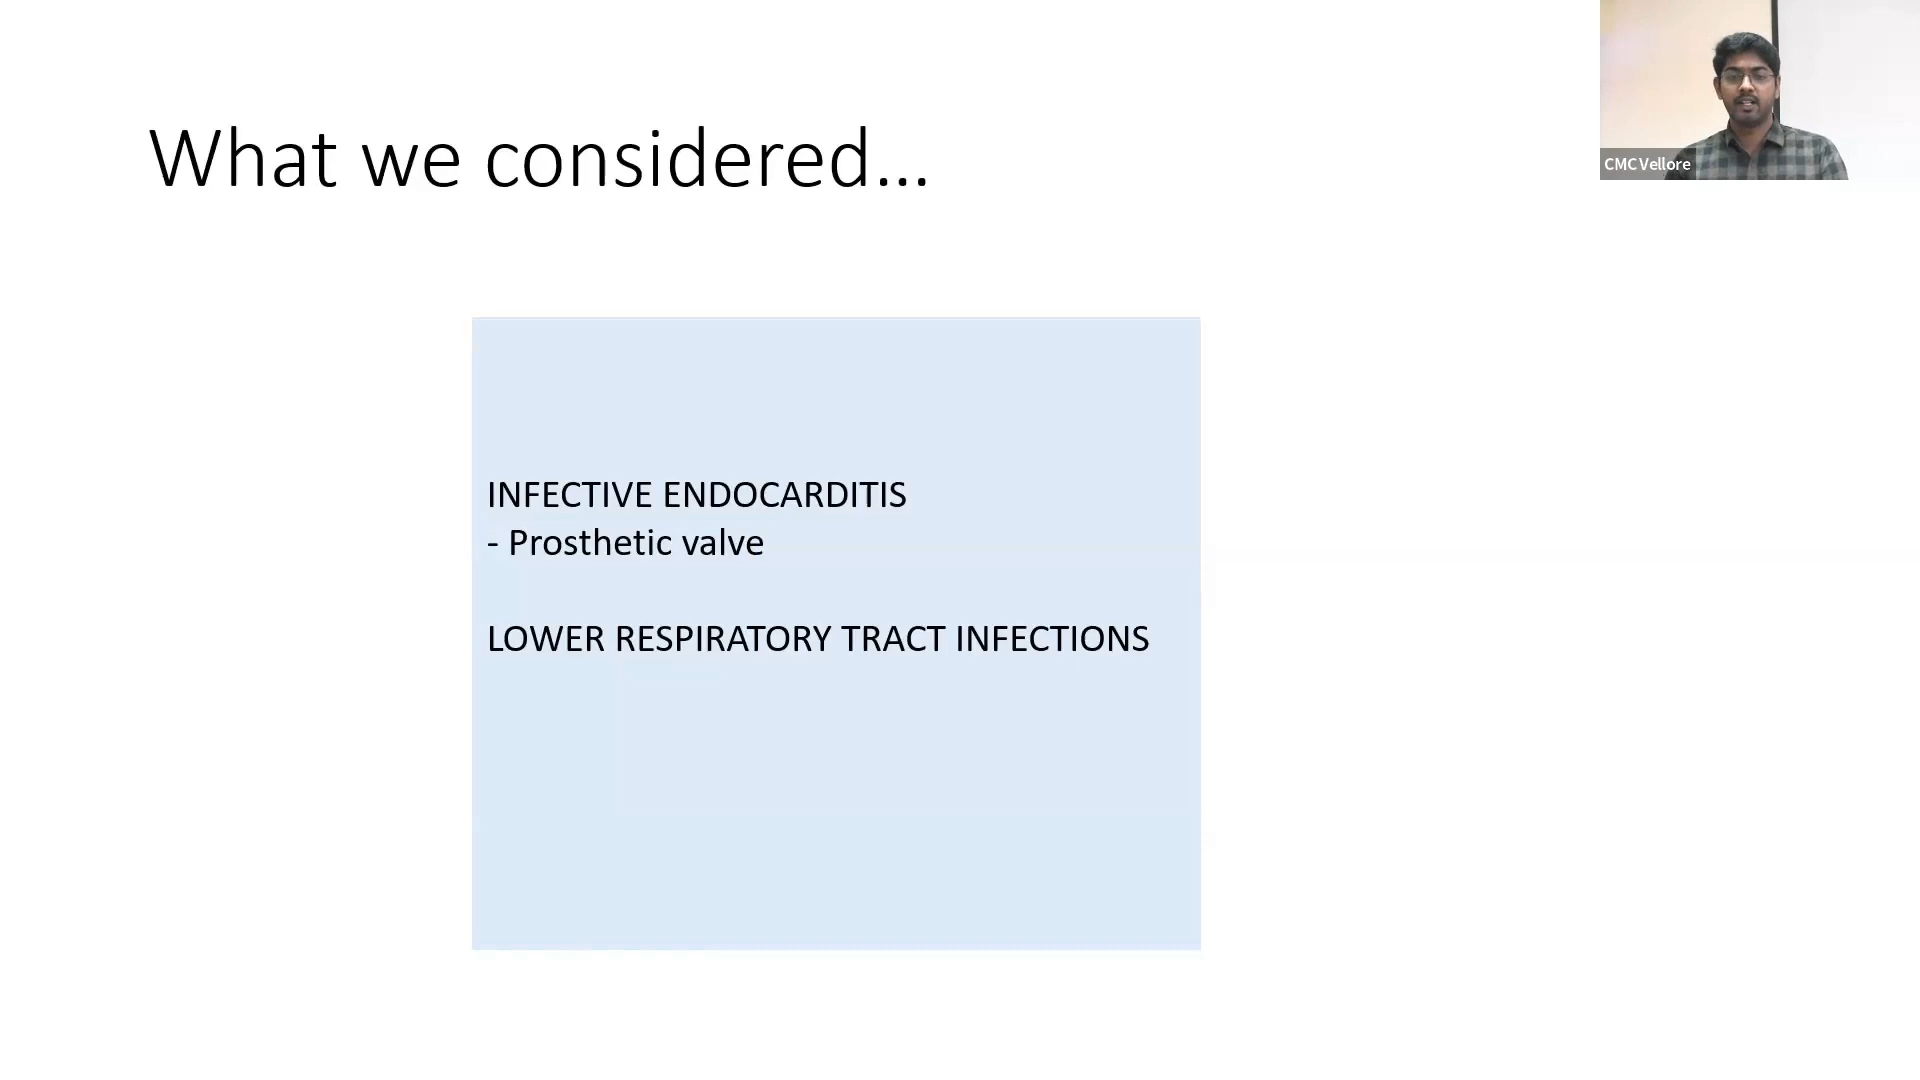 What we considered...
CMC Vellore
INFECTIVE ENDOCARDITIS
- Prosthetic valve
LOWER RESPIRATORY TRACT INFECTIONS